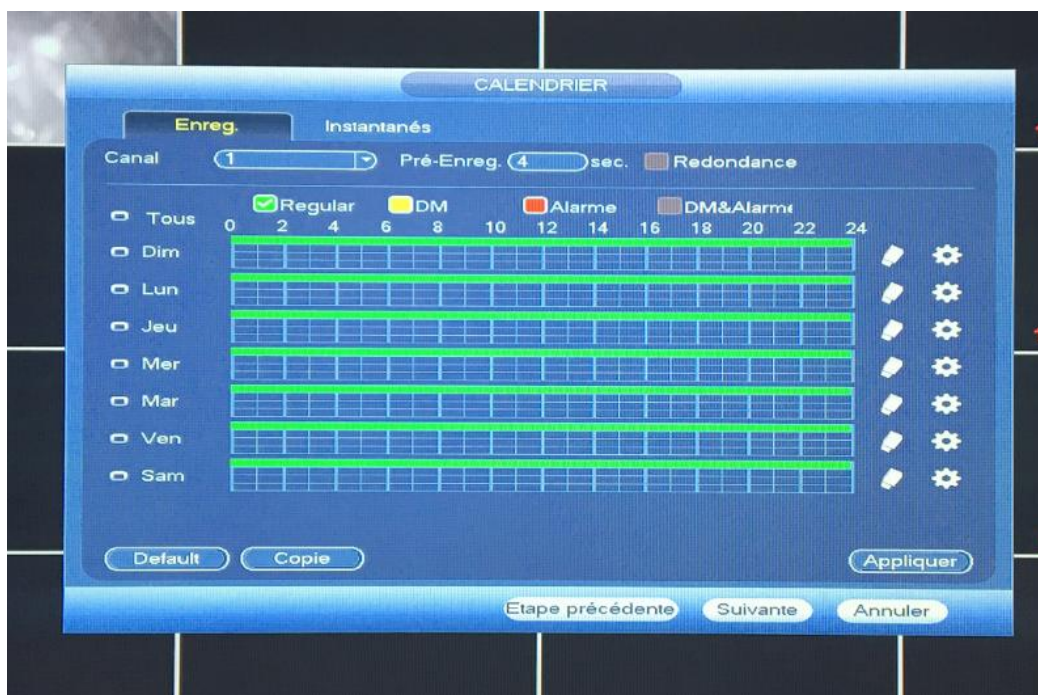 CALENDRIER
Enreg. Instantanés
Canal 1 Pré-Enreg. 4 sec. Redondance
Regular DM Alarme DM&Alarm
Tous 0 2 4 6 8 10 12 14 16 18 20 22 24
Dim
Lun
Jeu
Mer
Mar
Ven
Sam
Default Copie Appliquer
Etape précédente Suivante Annuler